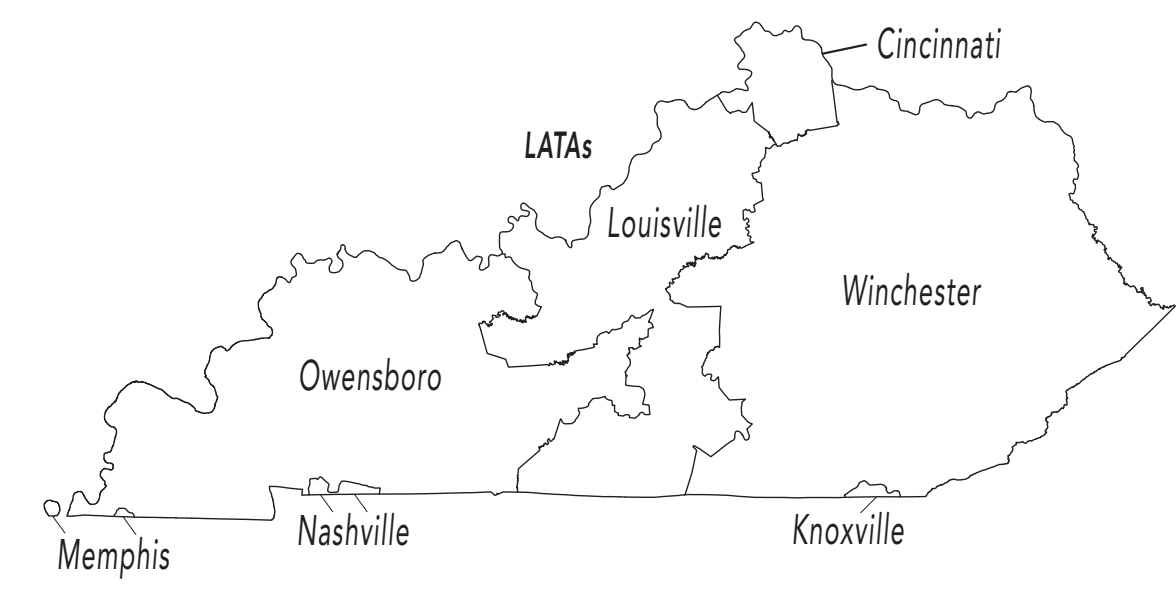 Cincinnati
LATAs
Louisville
Winchester
Owensboro
Nashville
Knoxville
Memphis